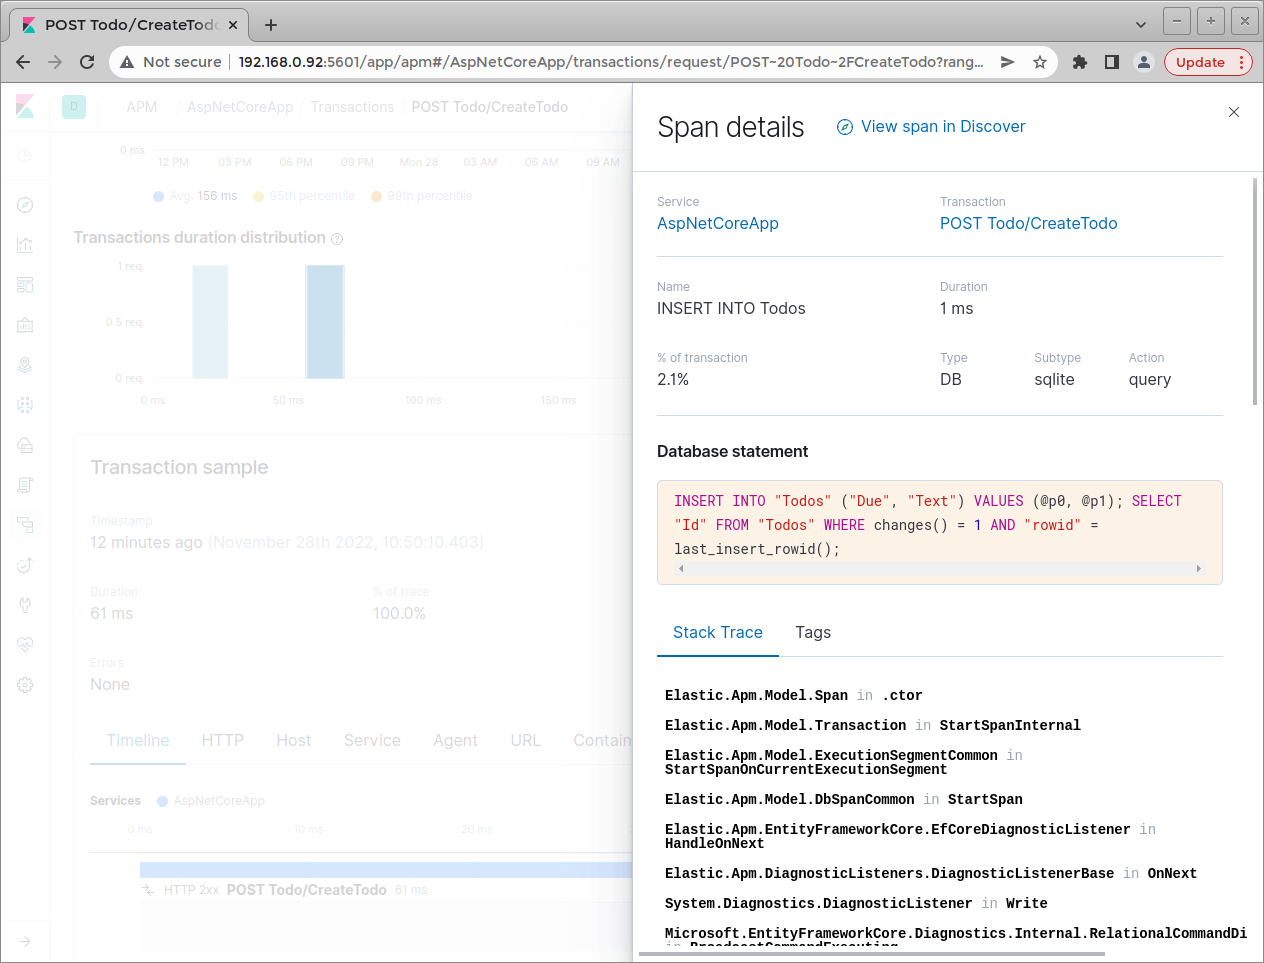 POST Todo/CreateTodo
Not secure
192.168.0.92:5601/app/apm#/AspNetCoreApp/transactions/request/POST~20Todo~2FCreateTodo?rang...
Update
D
APM / AspNetCoreApp / Transactions / POST Todo/CreateTodo
0 ms
12 PM 03 PM 06 PM 09 PM Mon 28 03 AM 06 AM 09 AM
Avg. 156 ms 95th percentile 99th percentile
Transactions duration distribution
1 req.
0.5 req.
0 req.
0 ms 50 ms 100 ms 150 ms
Transaction sample
Timestamp
12 minutes ago (November 28th 2022, 10:50:10.403)
Duration % of trace
61 ms 100.0%
Errors
None
Timeline HTTP Host Service Agent URL Contain
Services AspNetCoreApp
0 ms 10 ms 20 ms
HTTP 2xx POST Todo/CreateTodo 61 ms
Span details View span in Discover
Service Transaction
AspNetCoreApp POST Todo/CreateTodo
Name Duration
INSERT INTO Todos 1 ms
% of transaction Type Subtype Action
2.1% DB sqlite query
Database statement
INSERT INTO "Todos" ("Due", "Text") VALUES (@p0, @p1); SELECT
"Id" FROM "Todos" WHERE changes() = 1 AND "rowid" =
last_insert_rowid();
Stack Trace Tags
Elastic.Apm.Model.Span in .ctor
Elastic.Apm.Model.Transaction in StartSpanInternal
Elastic.Apm.Model.ExecutionSegmentCommon in
StartSpanOnCurrentExecutionSegment
Elastic.Apm.Model.DbSpanCommon in StartSpan
Elastic.Apm.EntityFrameworkCore.EfCoreDiagnosticListener in
HandleOnNext
Elastic.Apm.DiagnosticListeners.DiagnosticListenerBase in OnNext
System.Diagnostics.DiagnosticListener in Write
Microsoft.EntityFrameworkCore.Diagnostics.Internal.RelationalCommandDi
in BroadcastCommandExecuting